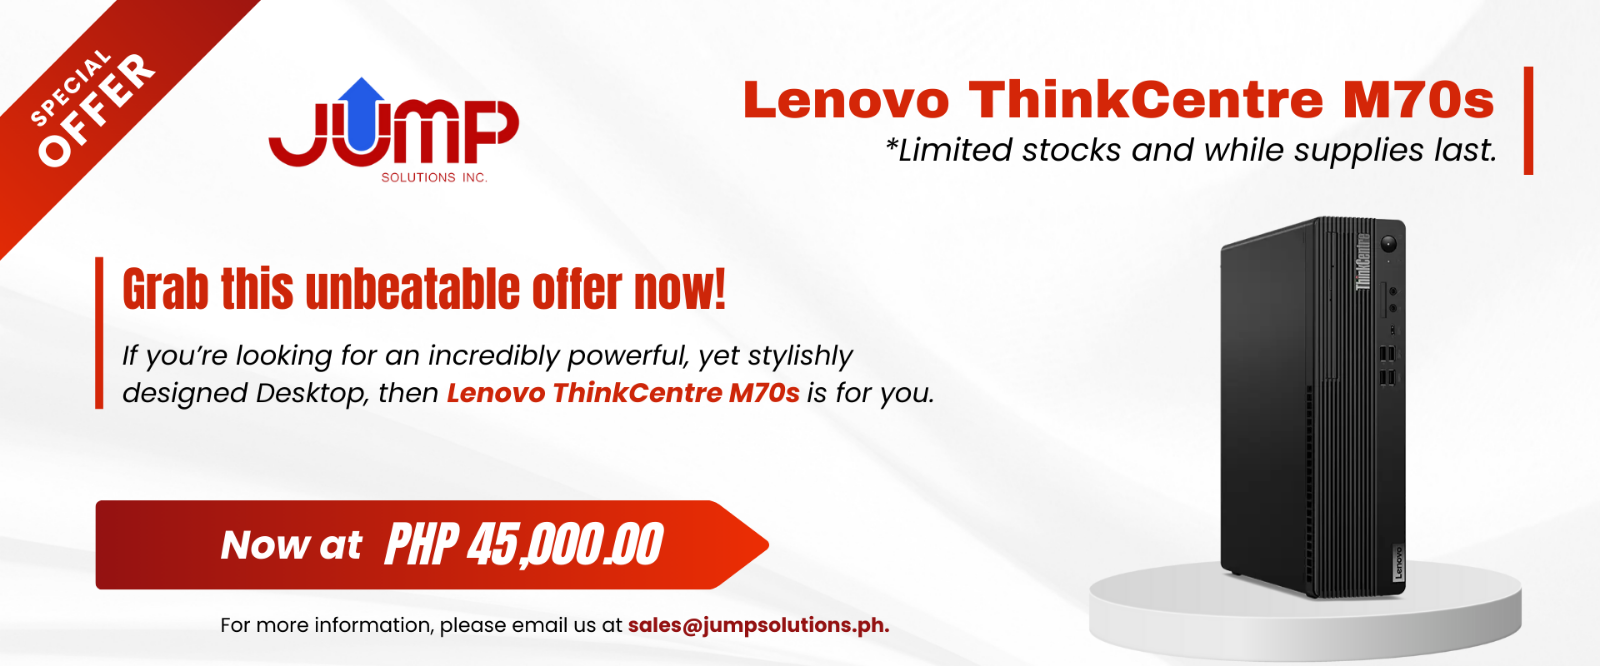 SPECIAL
OFFER
JUMP
SOLUTIONS INC.
Lenovo ThinkCentre M70s
*Limited stocks and while supplies last.
Grab this unbeatable offer now!
If you're looking for an incredibly powerful, yet stylishly
designed Desktop, then Lenovo ThinkCentre M70s is for you.
ThinkCentre
Lenovo
Now at PHP 45,000.00
For more information, please email us at sales@jumpsolutions.ph.